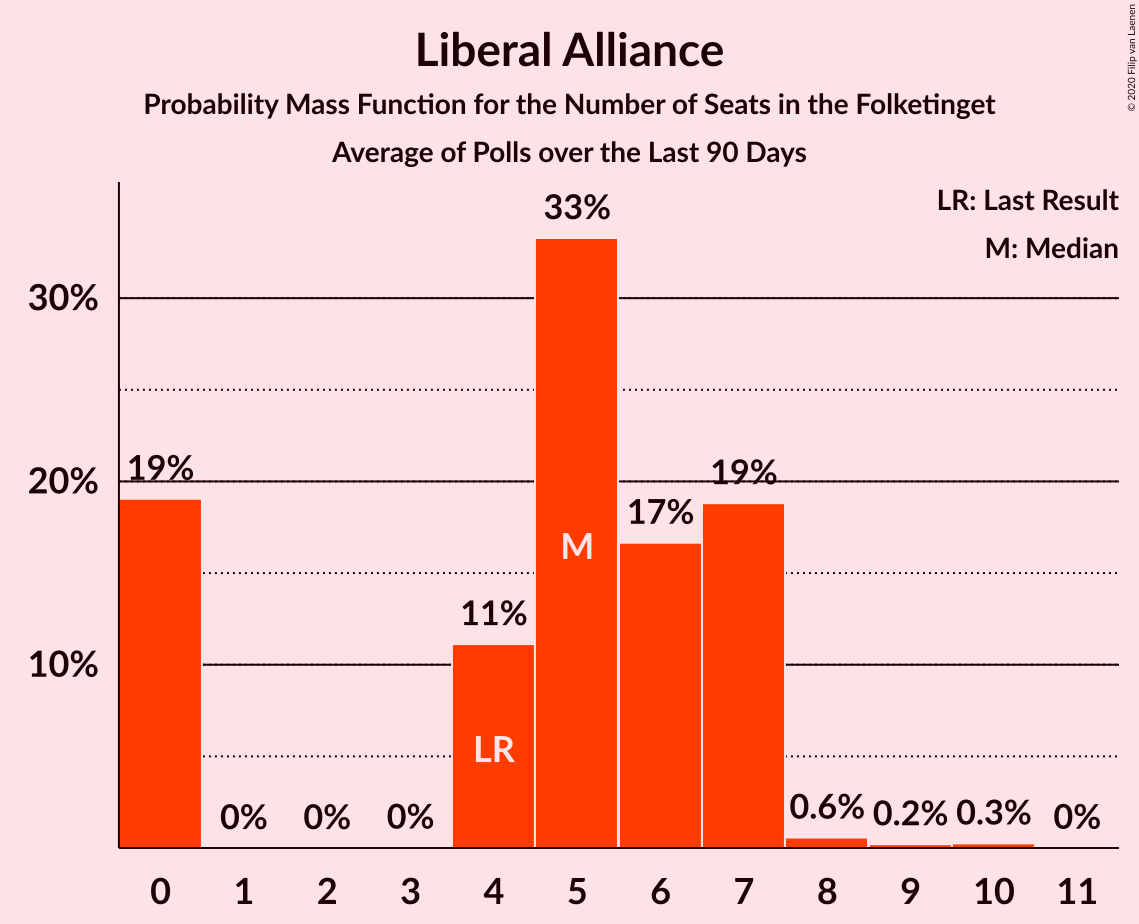 Liberal Alliance
Probability Mass Function for the Number of Seats in the Folketinget
Average of Polls over the Last 90 Days
© 2020 Filip van Laenen
LR: Last Result
M: Median
30%
20%
10%
19%
0%
0%
0%
11%
33%
17%
19%
0.6%
0.2%
0.3%
0%
LR
M
0 1 2 3 4 5 6 7 8 9 10 11